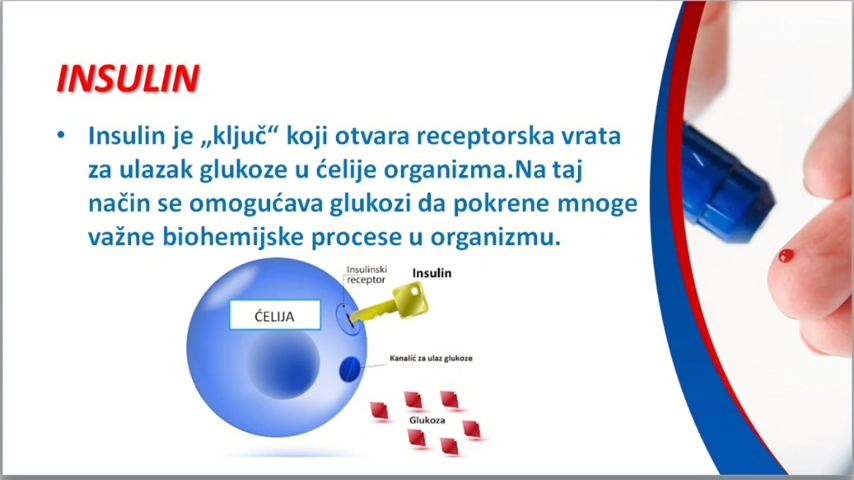 INSULIN
• Insulin je „ključ“ koji otvara receptorska vrata
za ulazak glukoze u ćelije organizma.Na taj
način se omogućava glukozi da pokrene mnoge
važne biohemijske procese u organizmu.
Insulinski
receptor
Insulin
ĆELIJA
Kanalić za ulaz glukoze
Glukoza